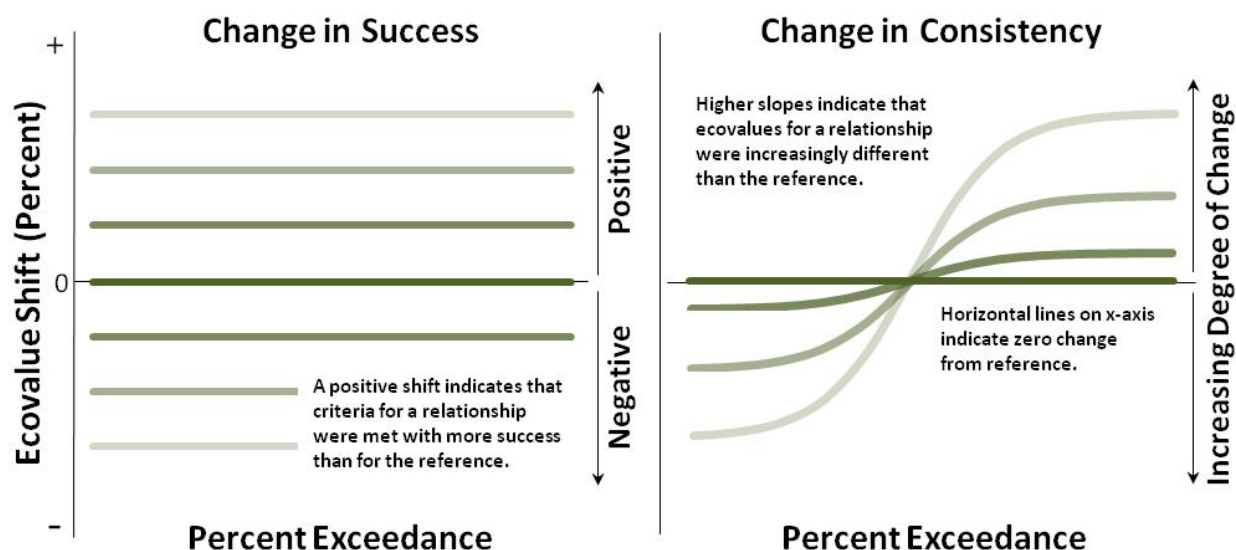 Change in Success
Change in Consistency
+
0
-
Ecovalue Shift (Percent)
Positive
Negative
A positive shift indicates that
criteria for a relationship
were met with more success
than for the reference.
Percent Exceedance
Higher slopes indicate that
ecovalues for a relationship
were increasingly different
than the reference.
Horizontal lines on x-axis
indicate zero change
from reference.
Increasing Degree of Change
Percent Exceedance